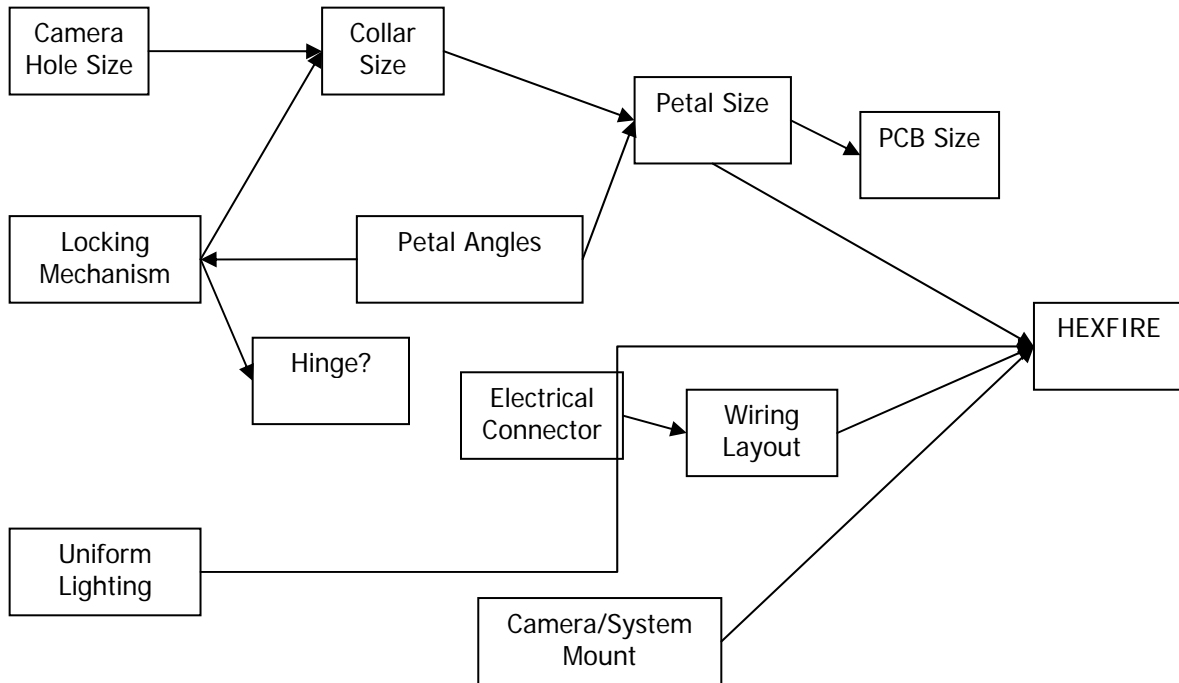 Camera
Hole Size
Collar
Size
Petal Size
PCB Size
Locking
Mechanism
Petal Angles
HEXFIRE
Hinge?
Electrical
Connector
Wiring
Layout
Uniform
Lighting
Camera/System
Mount